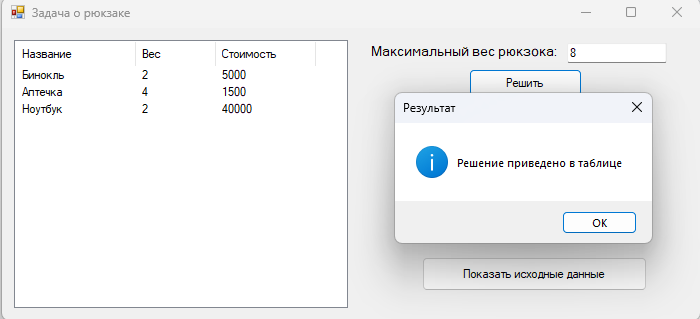 Задача о рюкзаке
Название Вес Стоимость
Бинокль 2 5000
Аптечка 4 1500
Ноутбук 2 40000
Максимальный вес рюкзока: 8
Решить
Результат
Решение приведено в таблице
ОК
Показать исходные данные